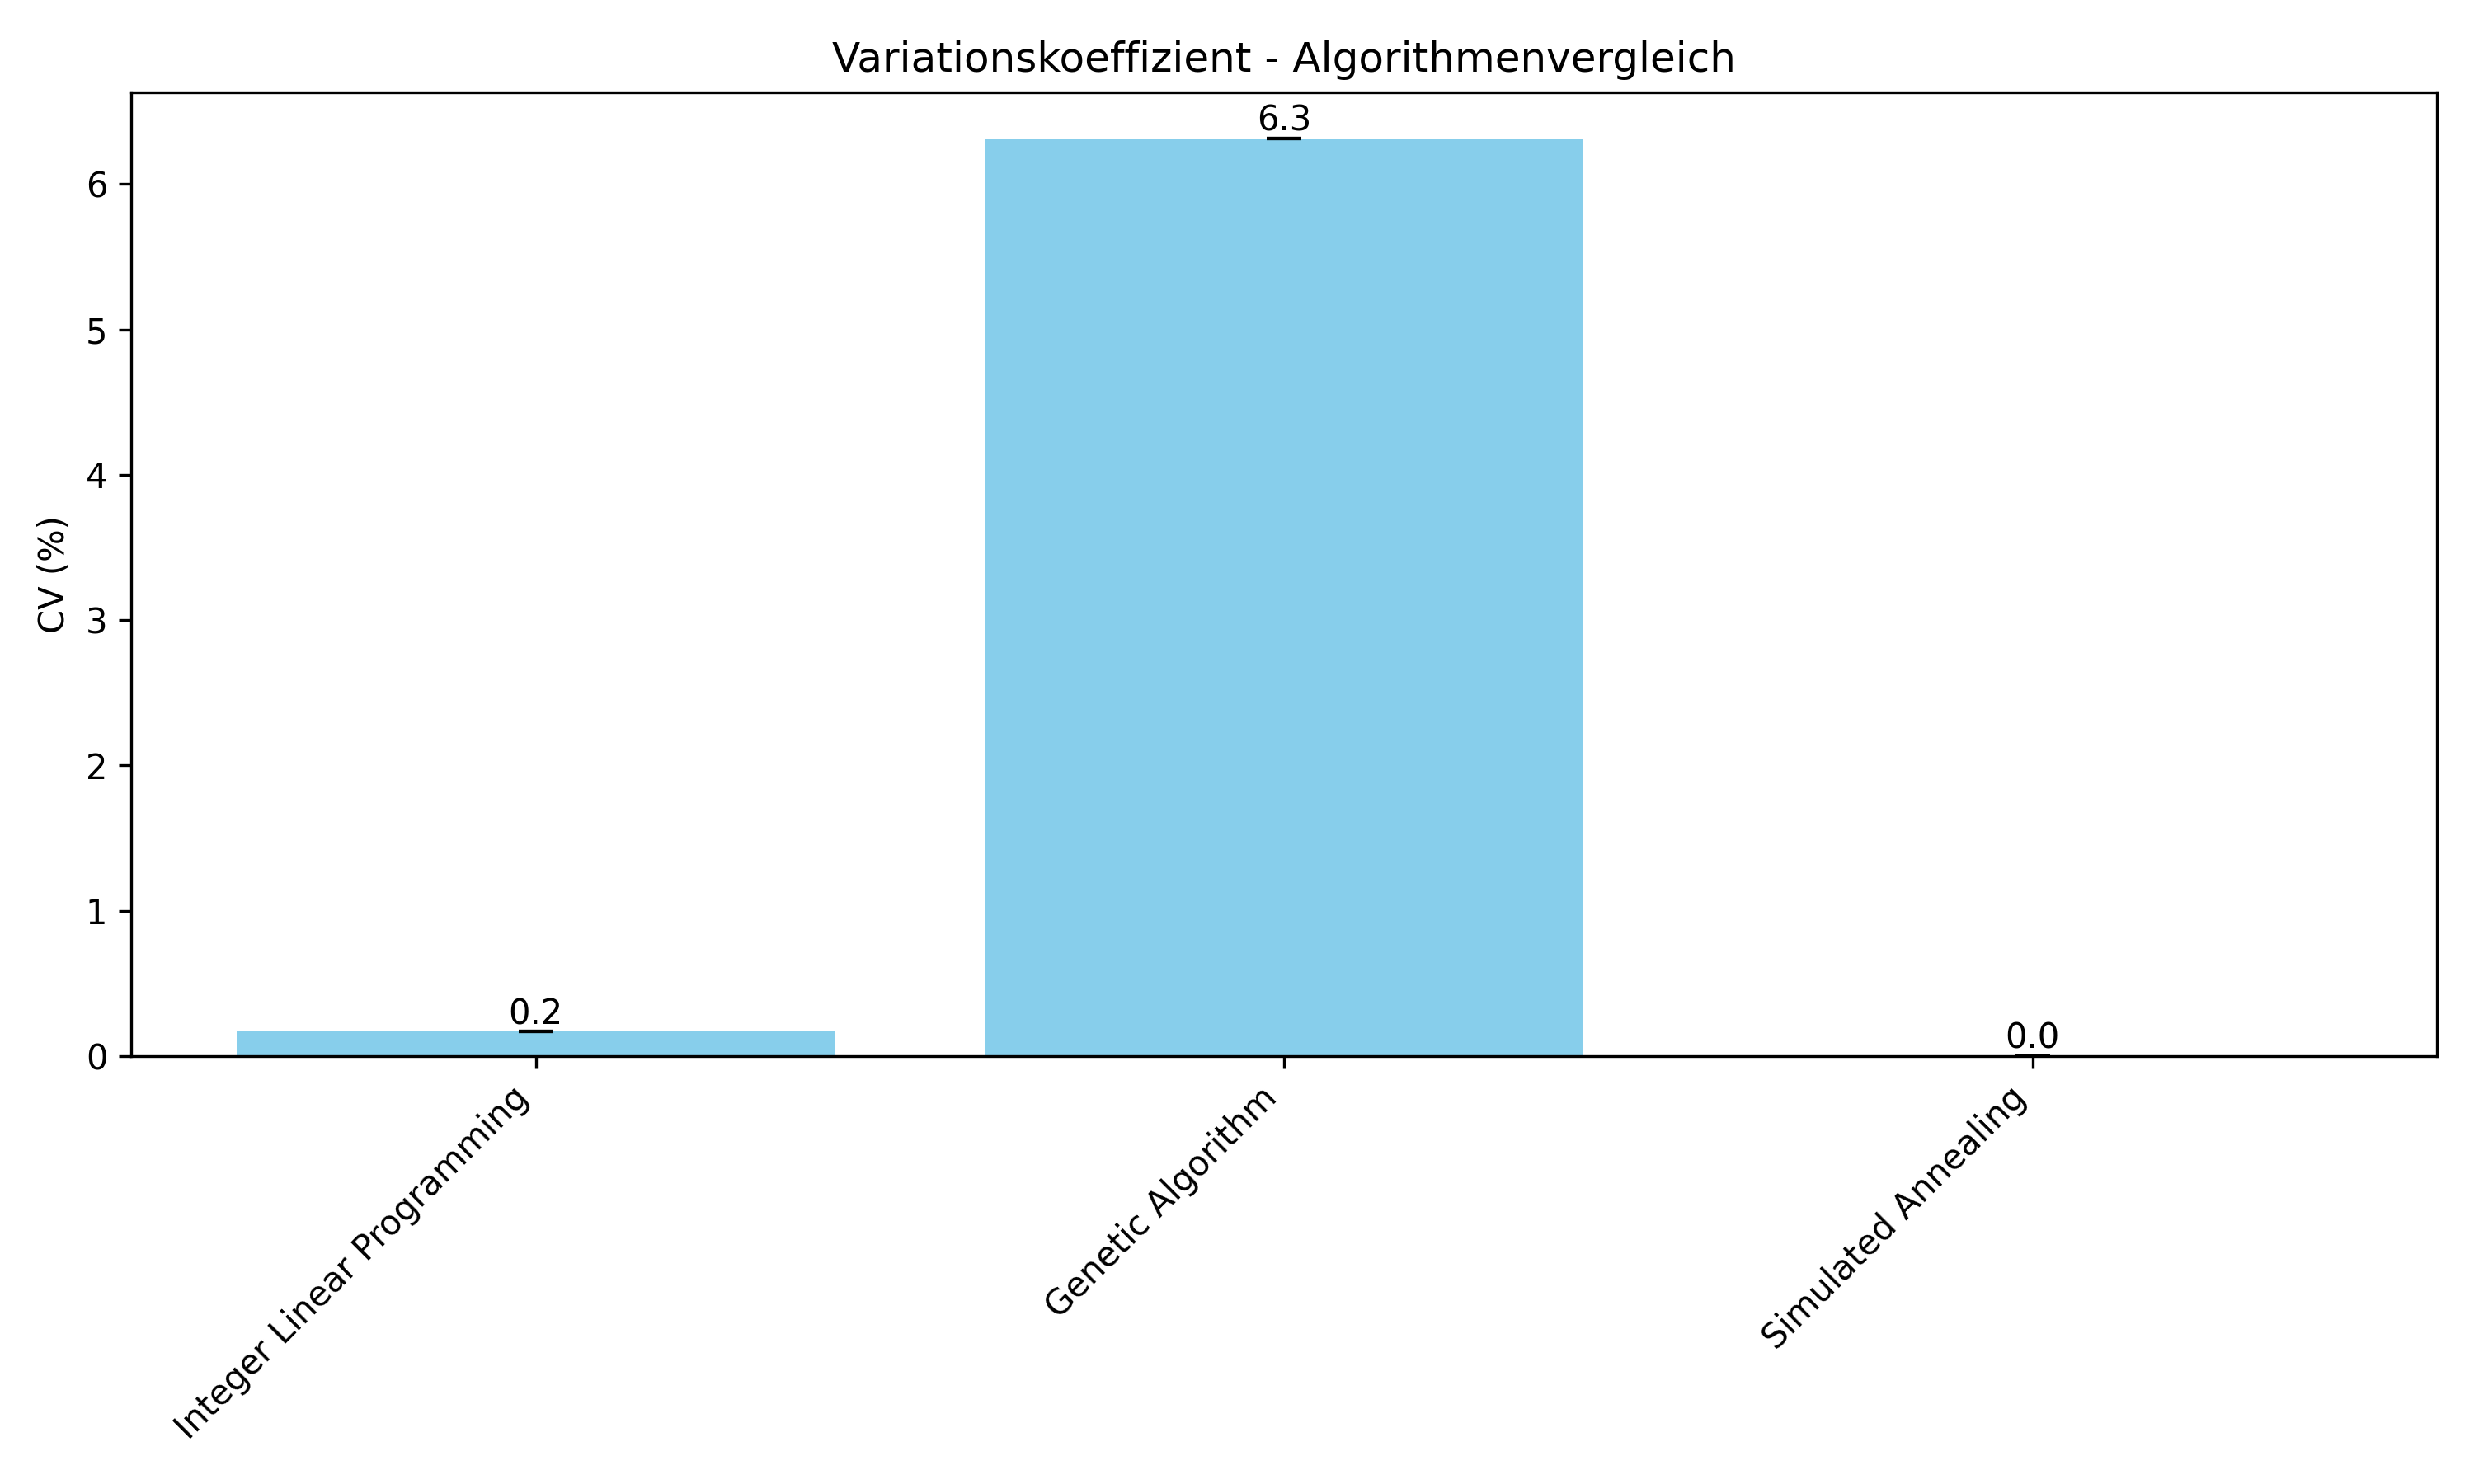 Variationskoeffizient - Algorithmenvergleich
CV (%)
6
5
4
3
2
1
0
0.2
6.3
0.0
Integer Linear Programming
Genetic Algorithm
Simulated Annealing